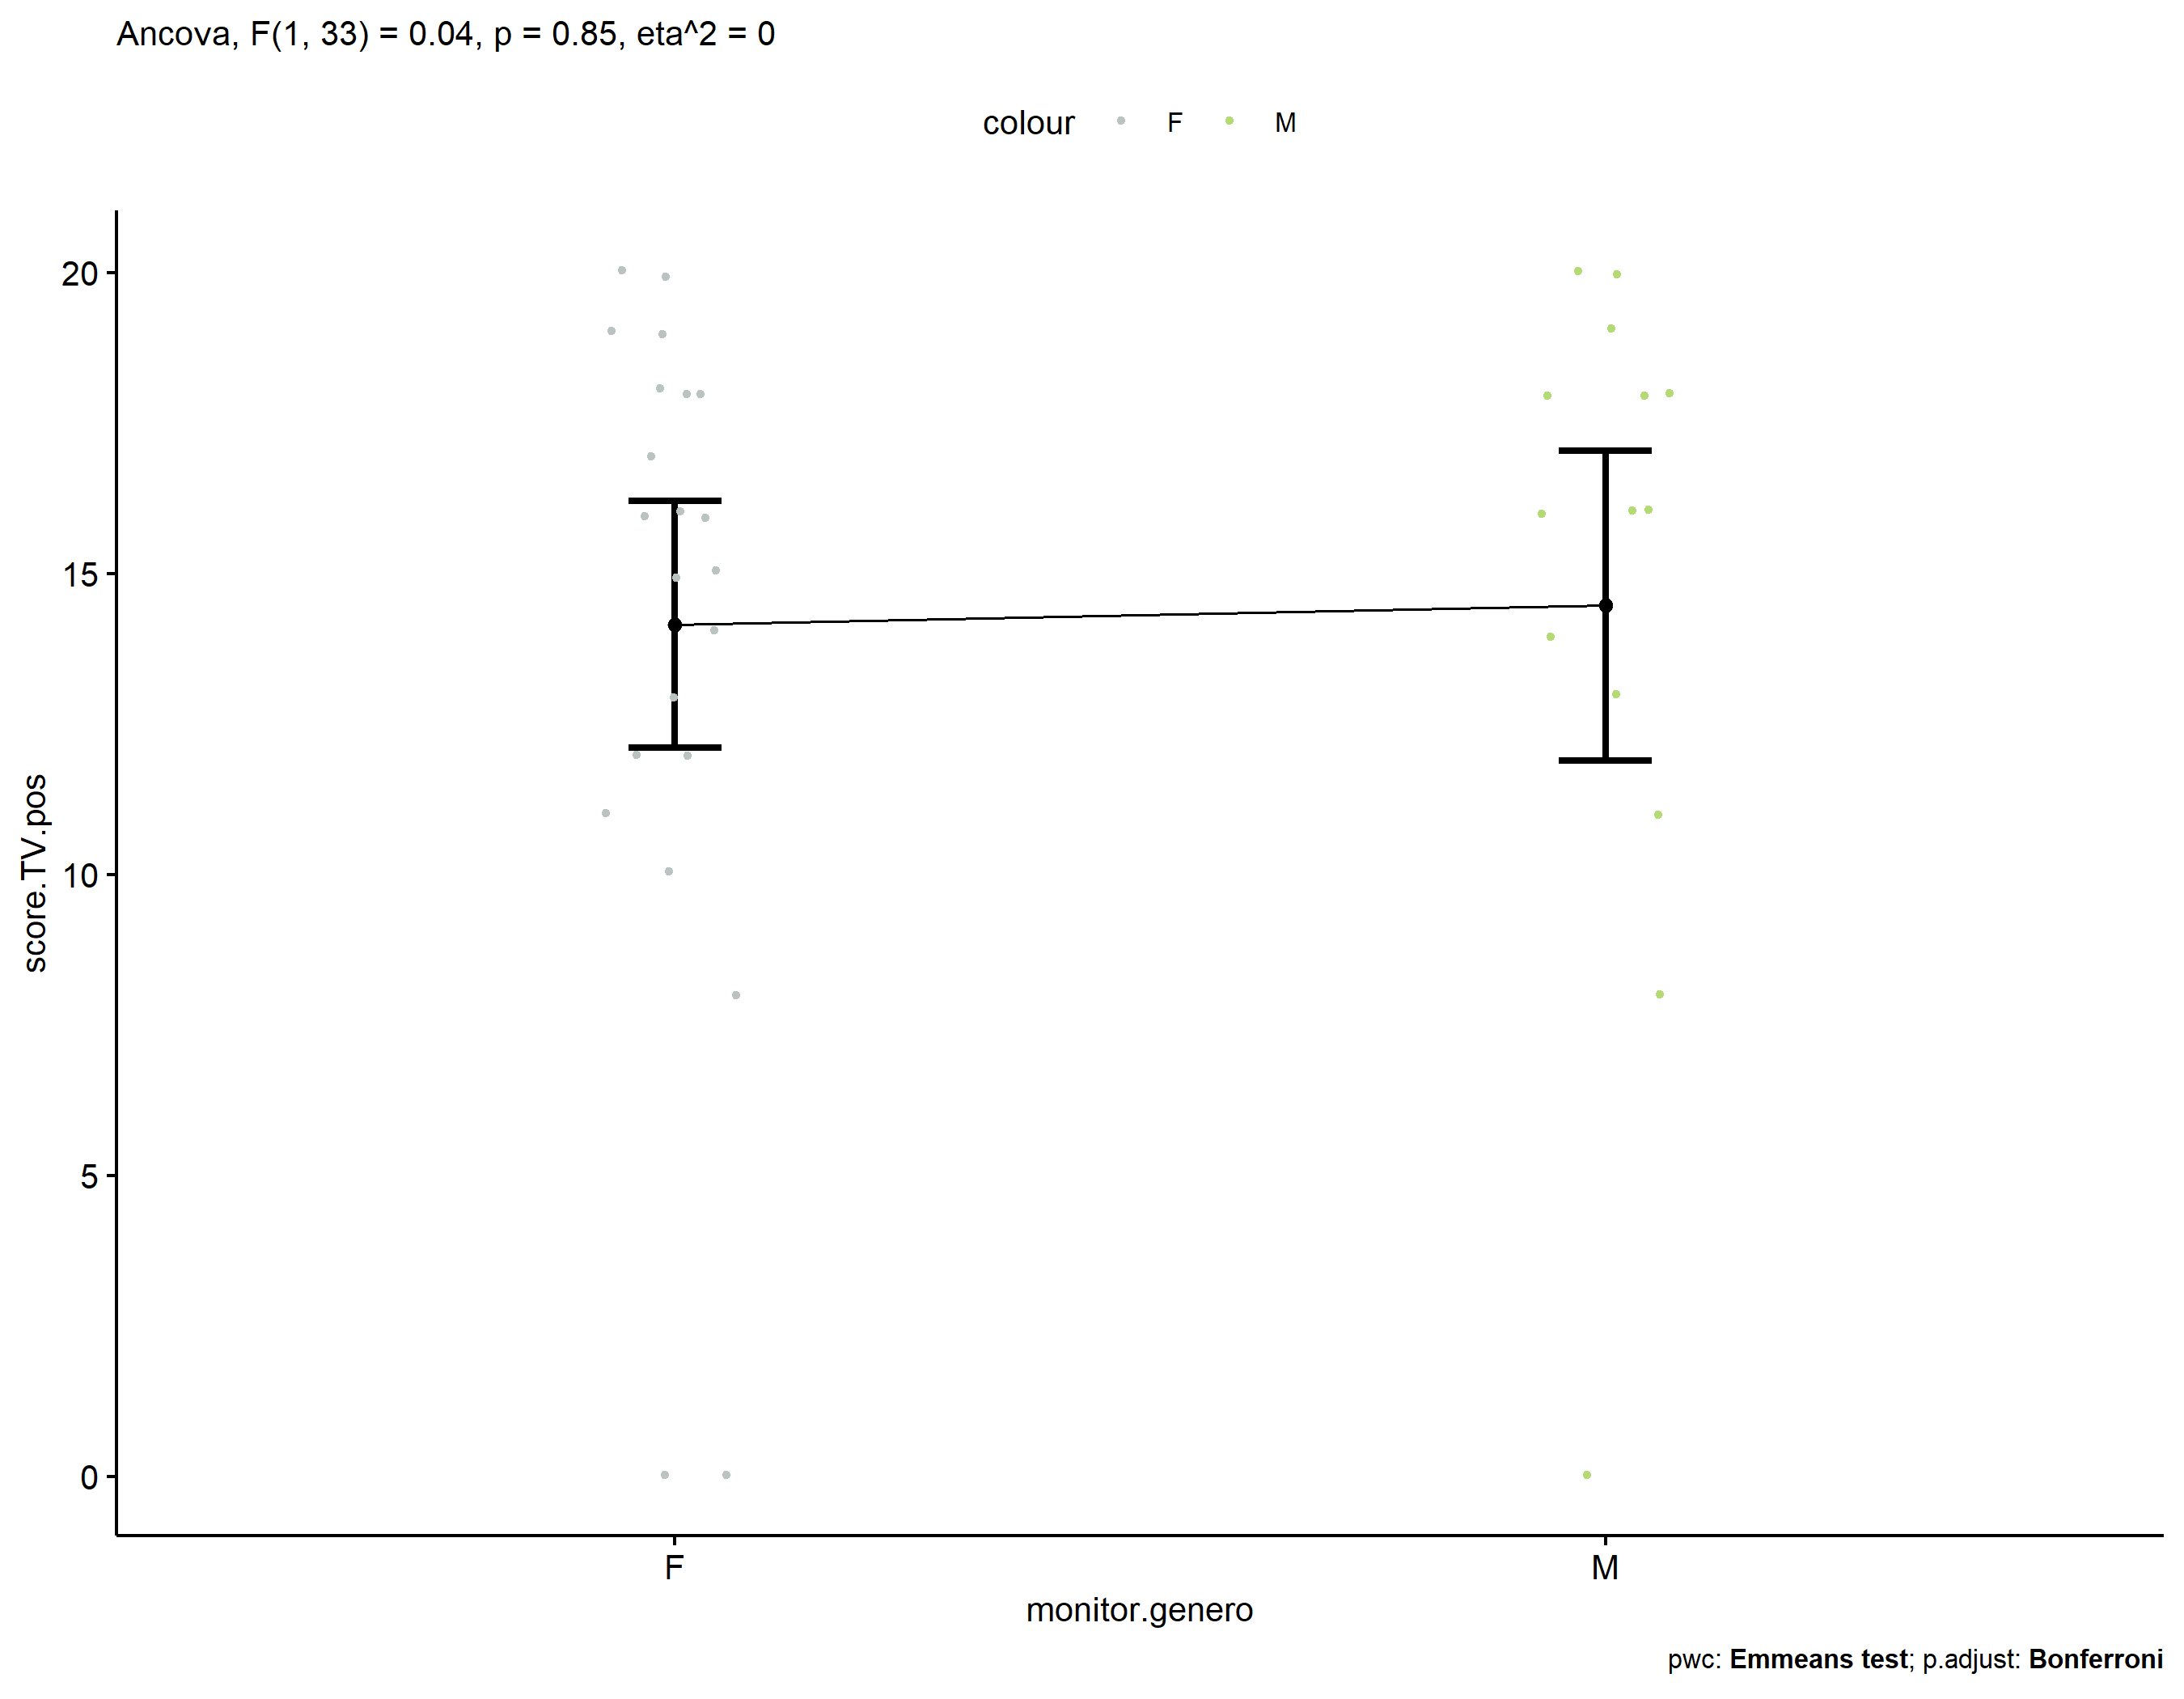 Ancova, F(1, 33) = 0.04, p = 0.85, eta^2 = 0
colour F M
20
15
10
5
0
score.TV.pos
F M
monitor.genero
pwc: Emmeans test; p.adjust: Bonferroni